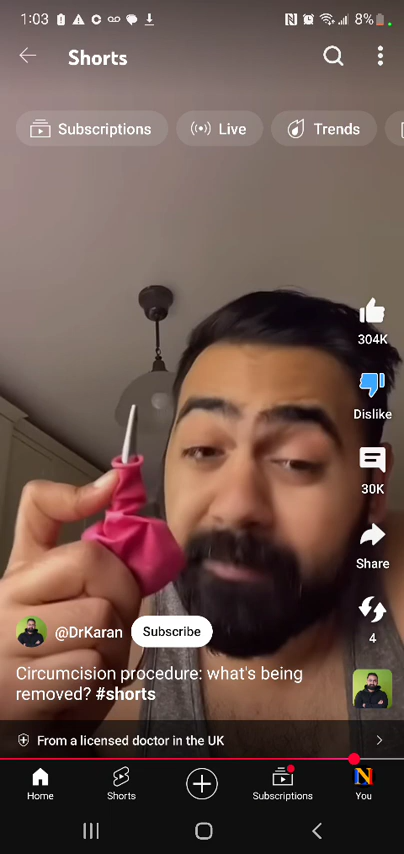 1:03
8%
Shorts
Subscriptions
Live
Trends
304K
Dislike
30K
Share
4
@DrKaran
Subscribe
Circumcision procedure: what's being
removed? #shorts
From a licensed doctor in the UK
Home
Shorts
Subscriptions
You